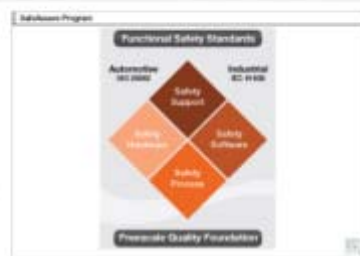 SafeAssure Program
Functional Safety Standards
Automotive
ISO 26262
Industrial
IEC 61508
Safety
Support
Safety
Hardware
Safety
Software
Safety
Process
Freescale Quality Foundation